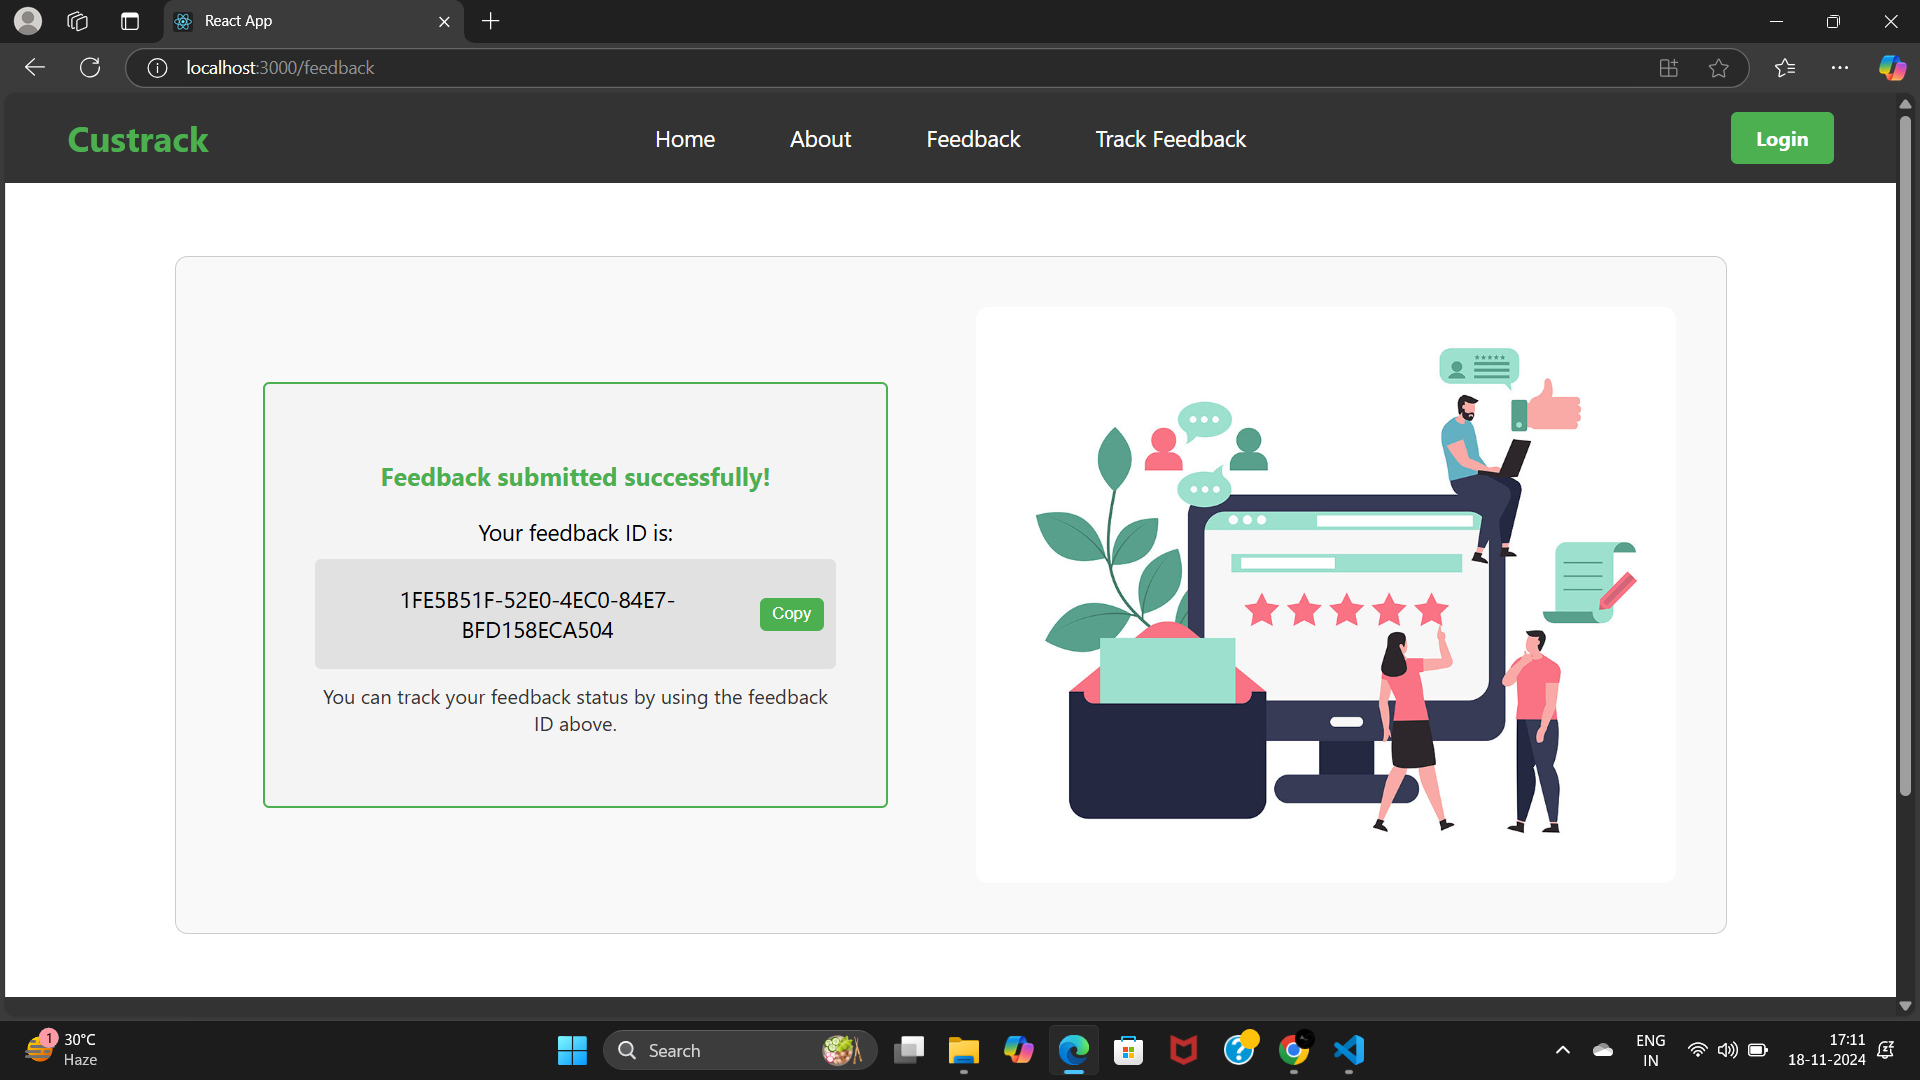 React App
localhost:3000/feedback
Custrack
Home
About
Feedback
Track Feedback
Login
Feedback submitted successfully!
Your feedback ID is:
1FE5B51F-52E0-4EC0-84E7-
BFD158ECA504
Copy
You can track your feedback status by using the feedback
ID above.
1
30°C
Haze
Search
ENG
IN
17:11
18-11-2024